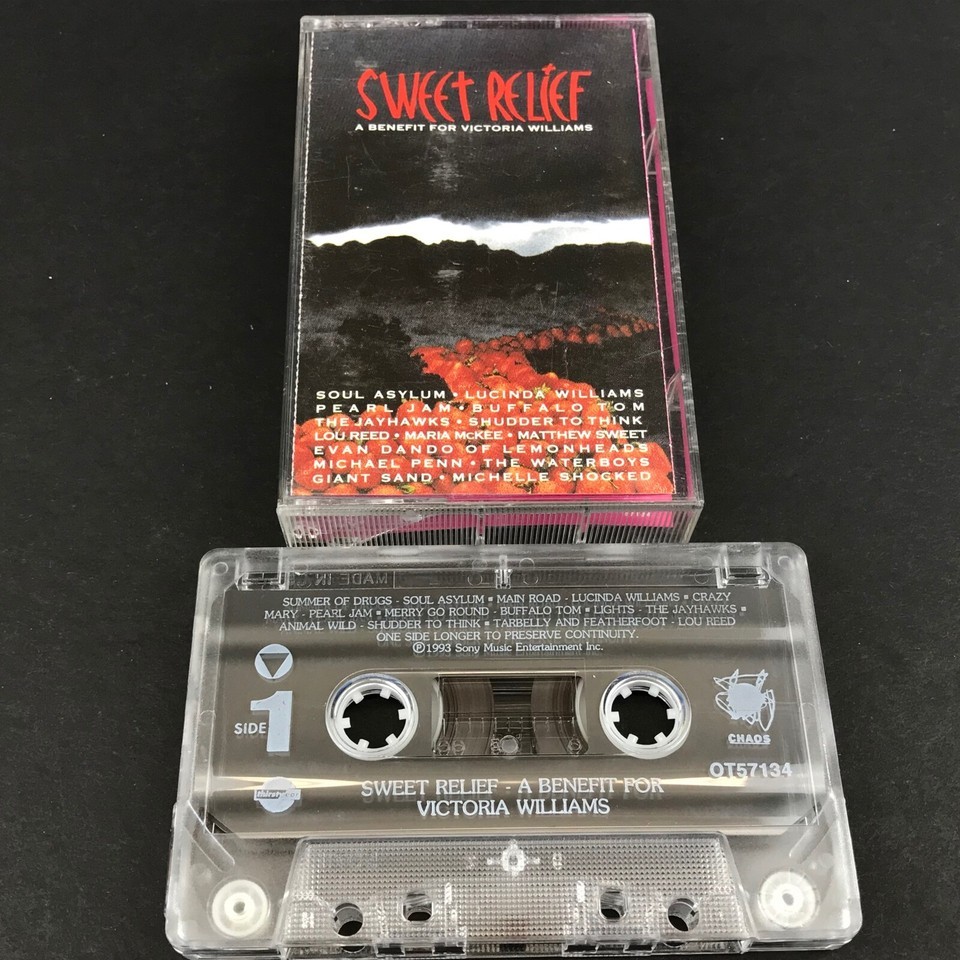 SWEET RELIEF
A BENEFIT FOR VICTORIA WILLIAMS
SOUL ASYLUM • LUCINDA WILLIAMS
PEARL JAM • BUFFALO TOM
THE JAYHAWKS • SHUDDER TO THINK
LOU REED • MARIA McKEE • MATTHEW SWEET
EVAN DANDO OF LEMONHEADS
MICHAEL PENN • THE WATERBOYS
GIANT SAND • MICHELLE SHOCKED
MADE IN
SUMMER OF DRUGS - SOUL ASYLUM ▪ MAIN ROAD - LUCINDA WILLIAMS ▪ CRAZY
MARY - PEARL JAM ▪ MERRY GO ROUND - BUFFALO TOM ▪ LIGHTS - THE JAYHAWKS ▪
ANIMAL WILD - SHUDDER TO THINK ▪ TARBELLY AND FEATHERFOOT - LOU REED
ONE SIDE LONGER TO PRESERVE CONTINUITY.
℗1993 Sony Music Entertainment Inc.
SIDE 1
CHAOS
OT57134
SWEET RELIEF - A BENEFIT FOR
VICTORIA WILLIAMS